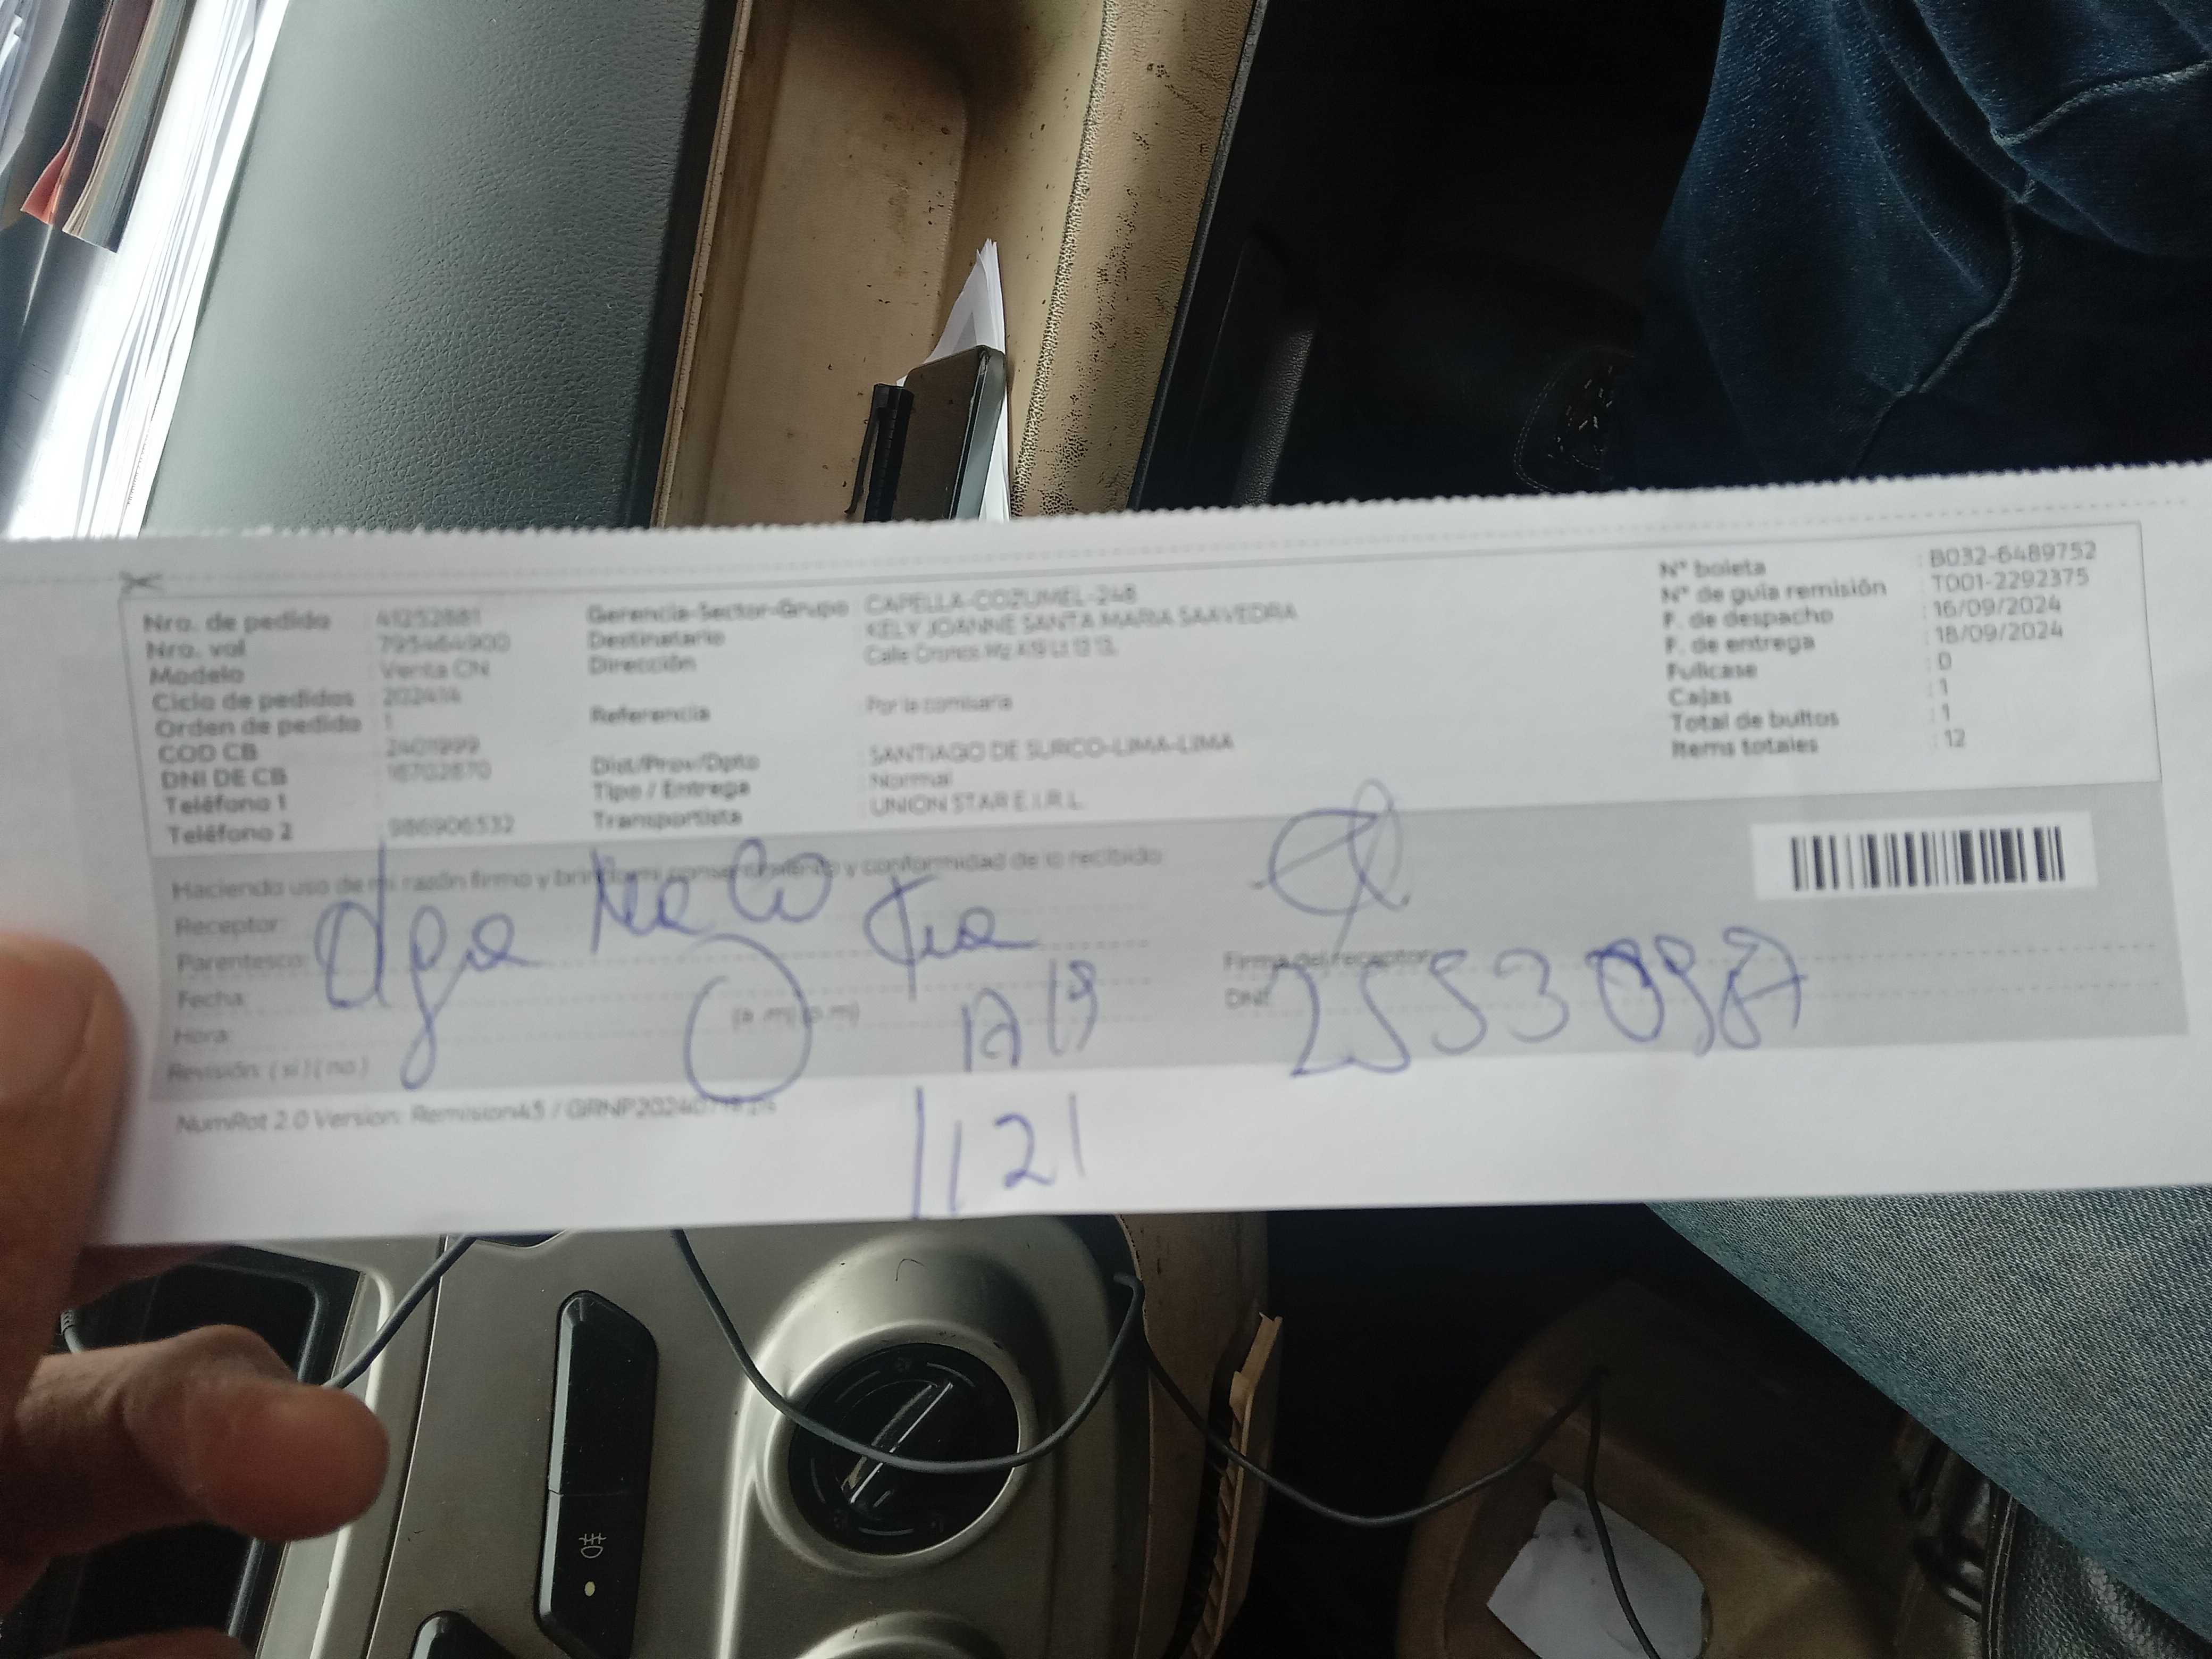 Nro. de pedido : 41252881
Nro. val : 795464900
Modelo : Venta CN
Ciclo de pedidos : 202414
Orden de pedido : 1
COD CB : 2401999
DNI DE CB
Teléfono 1
Teléfono 2 : 986906332
Gerencia-Sector-Grupo : CAPELLA-COZUMEL-248
Destinatario : KELY JOANNE SANTA MARIA SAAVEDRA
Dirección : Calle
Referencia : Por la comisaria
Dist/Prov/Dpto : SANTIAGO DE SURCO-LIMA-LIMA
Tipo / Entrega : Normal
Transportista : UNION STAR E.I.R.L.
N° boleta : B032-6489752
N° de guía remisión : T001-2292375
F. de despacho : 16/09/2024
F. de entrega : 18/09/2024
Fullcase : 0
Cajas : 1
Total de bultos : 1
Items totales : 12
Haciendo uso de mi razón firmo y brindo mi consentimiento y conformidad de lo recibido
Receptor:
Parentesco:
Fecha:
Hora: (a.m) (p.m)
Revisión: ( si ) ( no )
Firma del receptor
DNI:
1121
NumRot 2.0 Version: Remision45 /